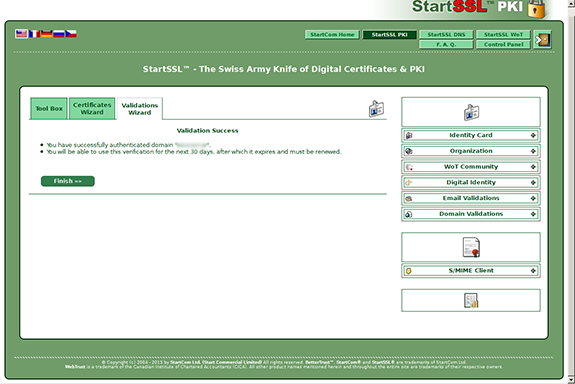 StartSSL™ PKI
StartCom Home
StartSSL PKI
StartSSL DNS
StartSSL WoT
F. A. Q.
Control Panel
StartSSL™ - The Swiss Army Knife of Digital Certificates & PKI
Tool Box
Certificates
Wizard
Validations
Wizard
Validation Success
You have successfully authenticated domain "
You will be able to use this verification for the next 30 days, after which it expires and must be renewed.
Finish »»
Identity Card
Organization
WoT Community
Digital Identity
Email Validations
Domain Validations
S/MIME Client
© Copyright (c) 2004 - 2013 by StartCom Ltd. (Start Commercial Limited) All rights reserved. BetterTrust™, StartCom® and StartSSL® are trademarks of StartCom Ltd.
WebTrust is a trademark of the Canadian Institute of Chartered Accountants (CICA). All other product names mentioned herein and throughout the entire site are trademarks of their respective owners.